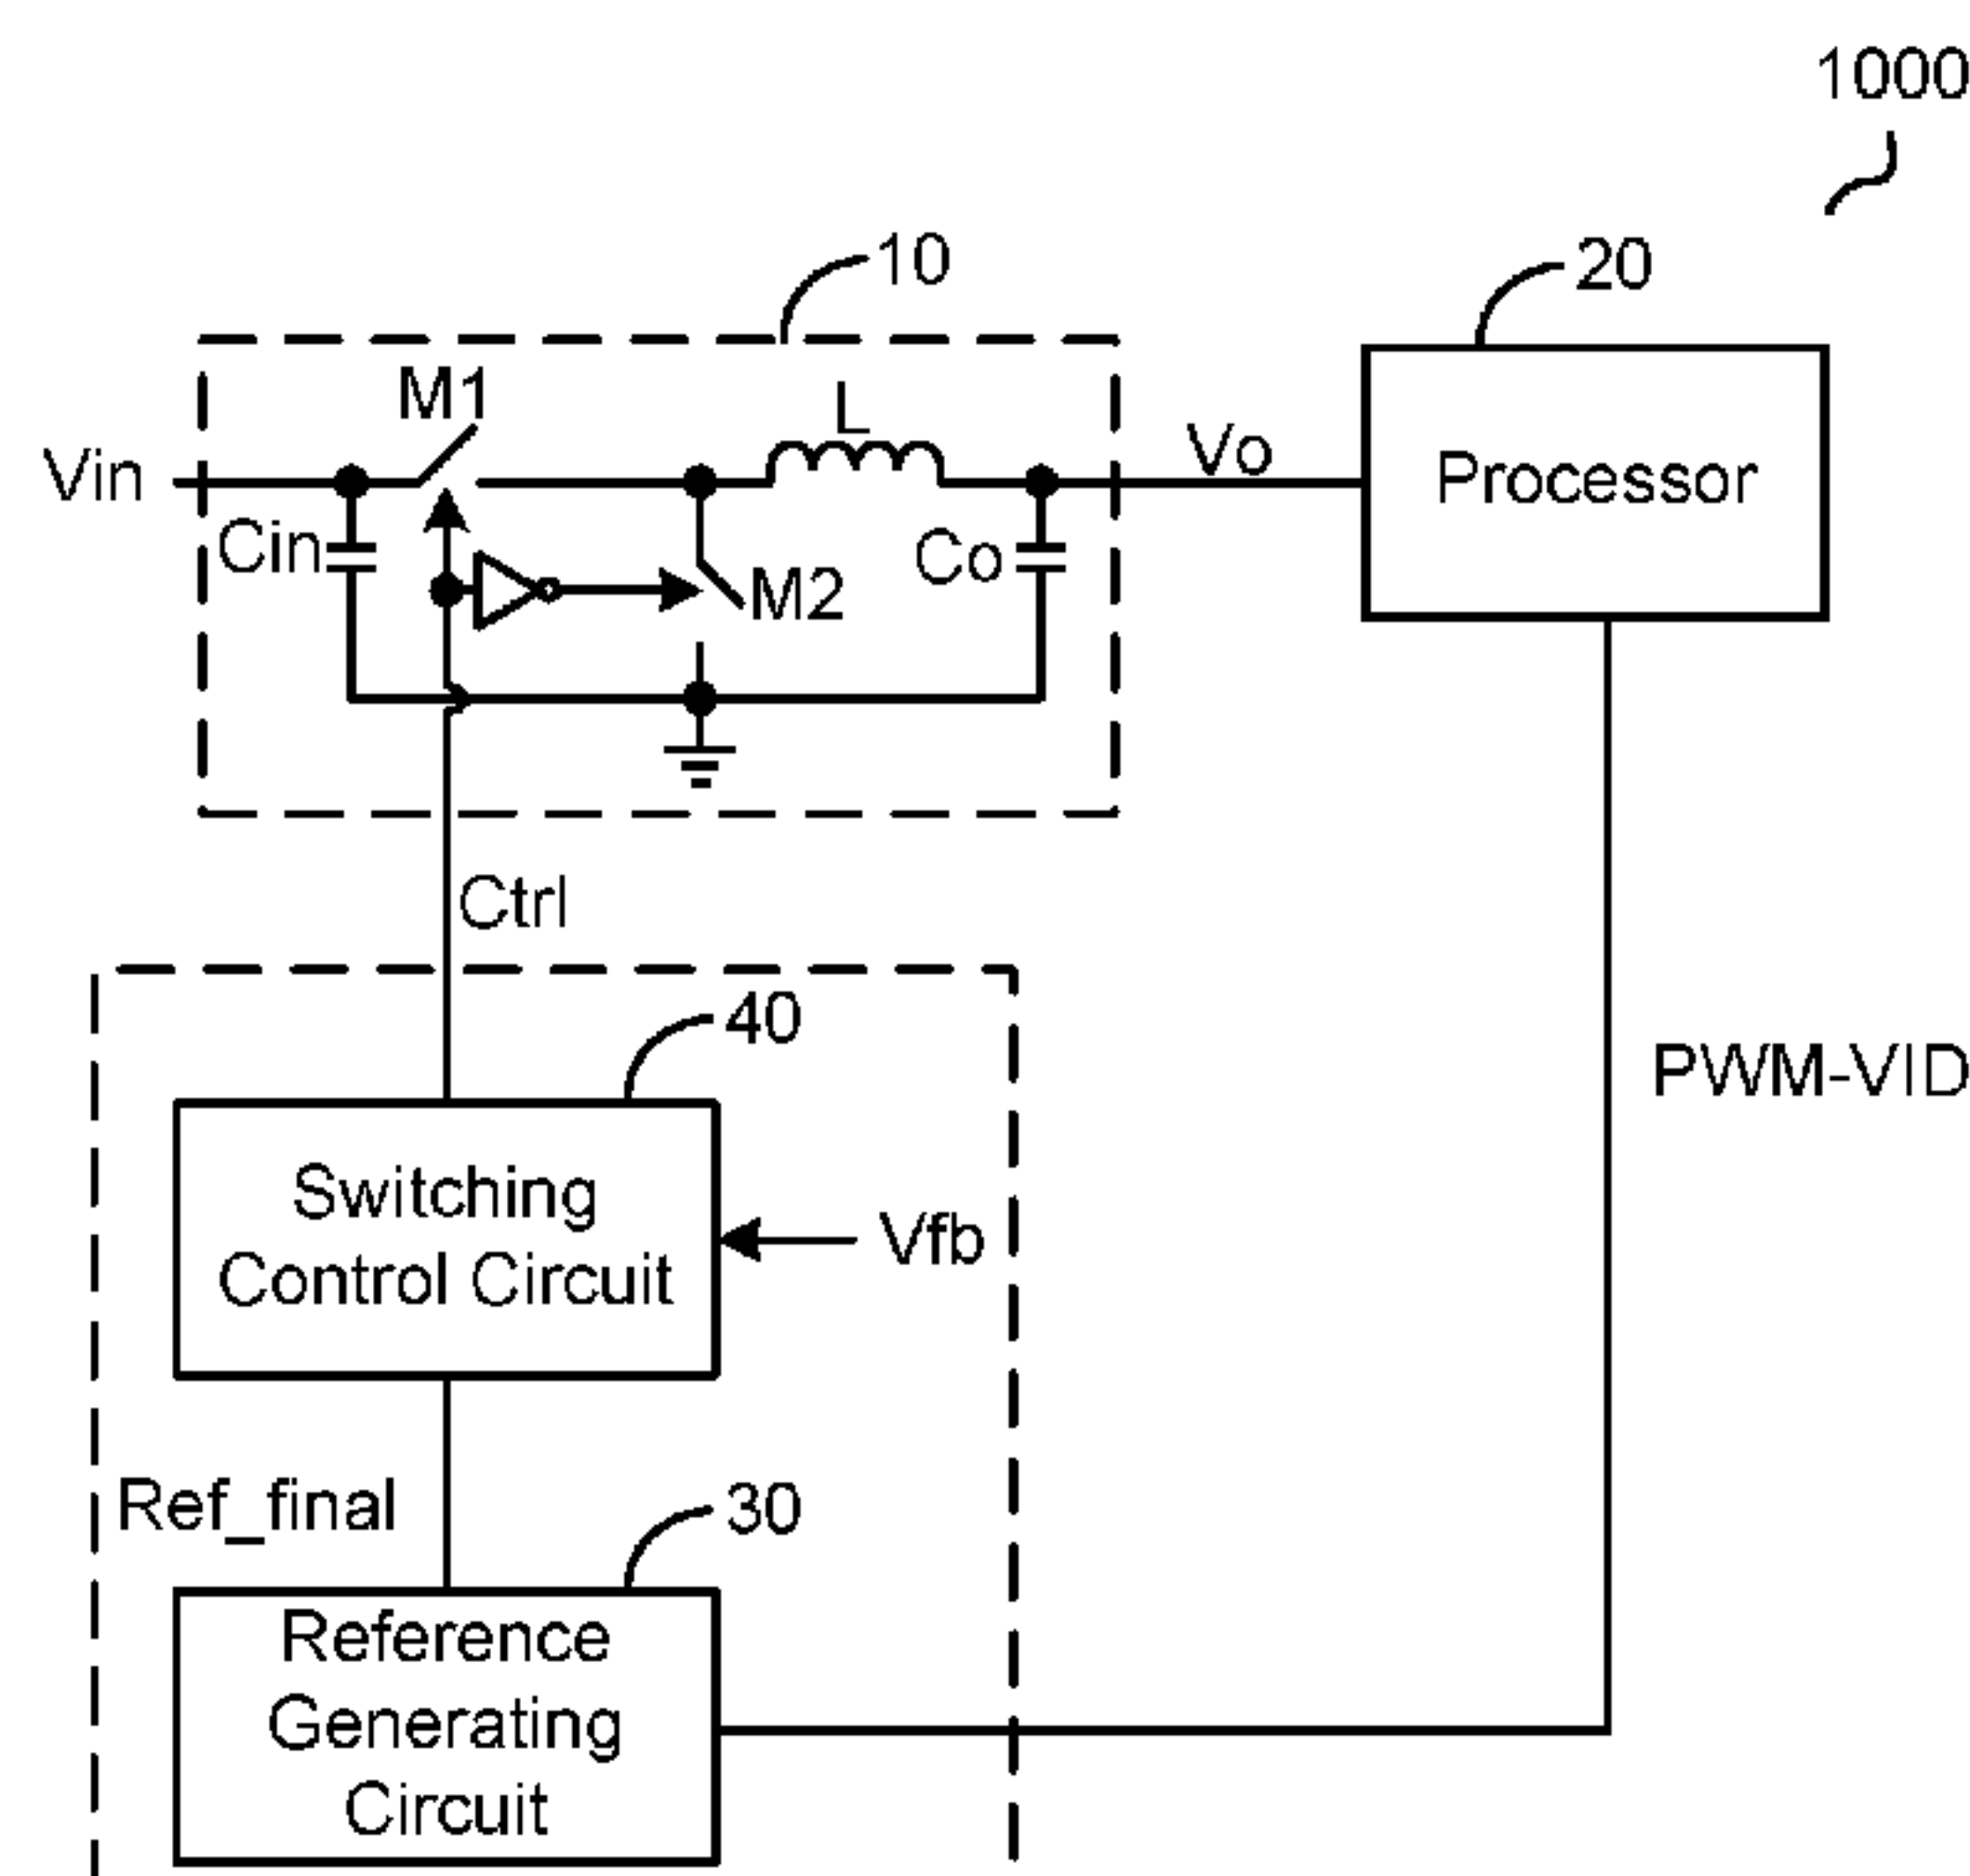 1000
10
20
M1
L
Vin
Vo
Processor
Cin
Co
M2
Ctrl
40
PWM-VID
Switching
Control Circuit
Vfb
Ref_final
30
Reference
Generating
Circuit